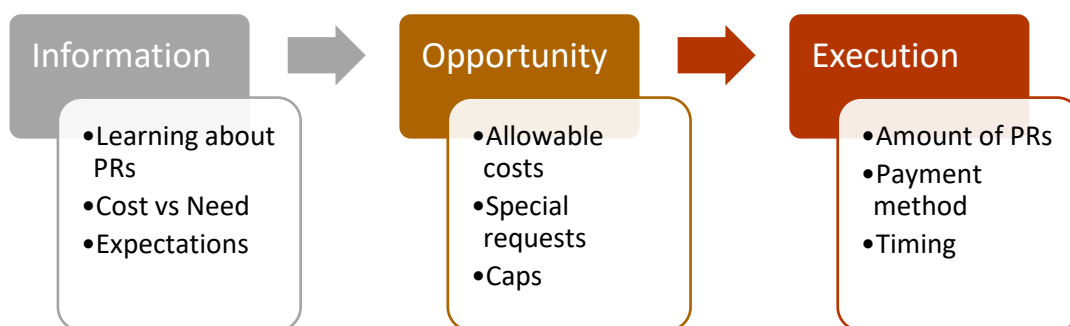 Information
•Learning about
PRs
•Cost vs Need
•Expectations
Opportunity
•Allowable
costs
•Special
requests
•Caps
Execution
•Amount of PRs
•Payment
method
•Timing